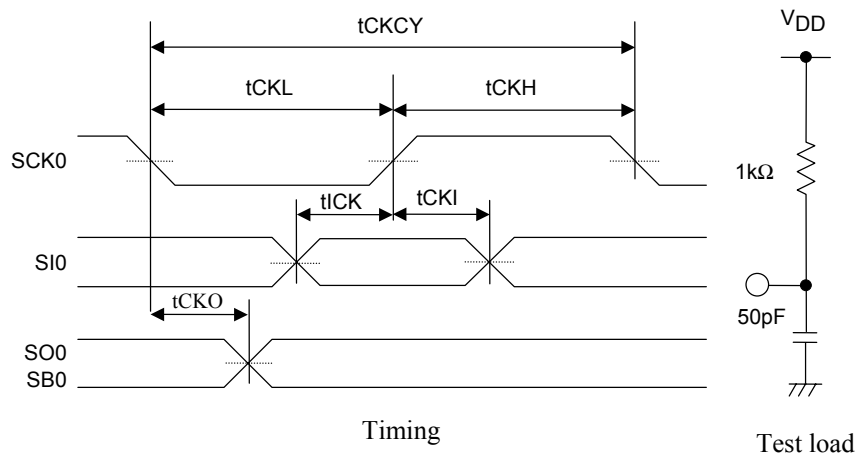 tCKCY
VDD
tCKL
tCKH
SCK0
1kΩ
tICK
tCKI
SI0
tCKO
50pF
SO0
SB0
Timing
Test load